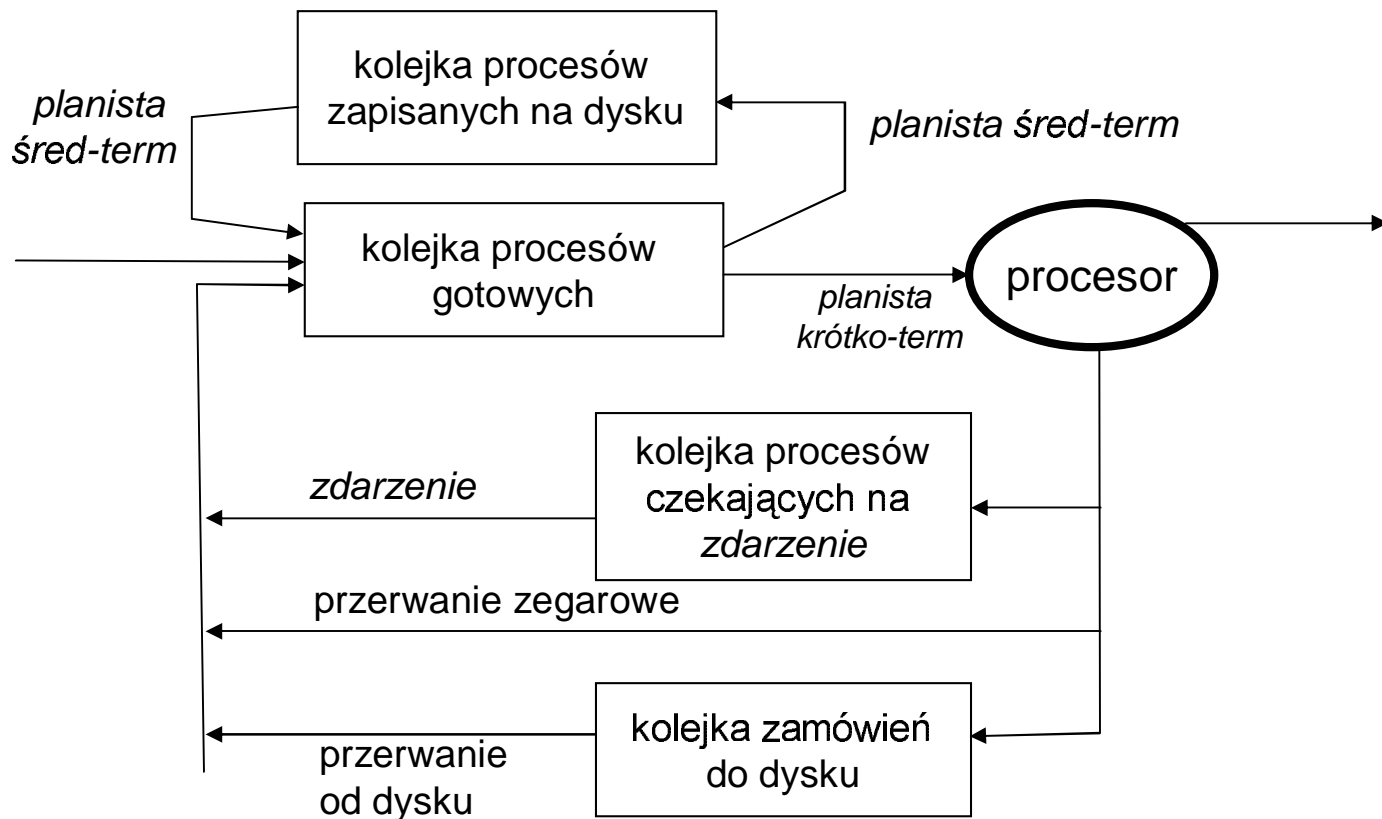 kolejka procesów
zapisanych na dysku
planista
śred-term
planista śred-term
kolejka procesów
gotowych
procesor
planista
krótko-term
kolejka procesów
czekających na
zdarzenie
zdarzenie
przerwanie zegarowe
kolejka zamówień
do dysku
przerwanie
od dysku